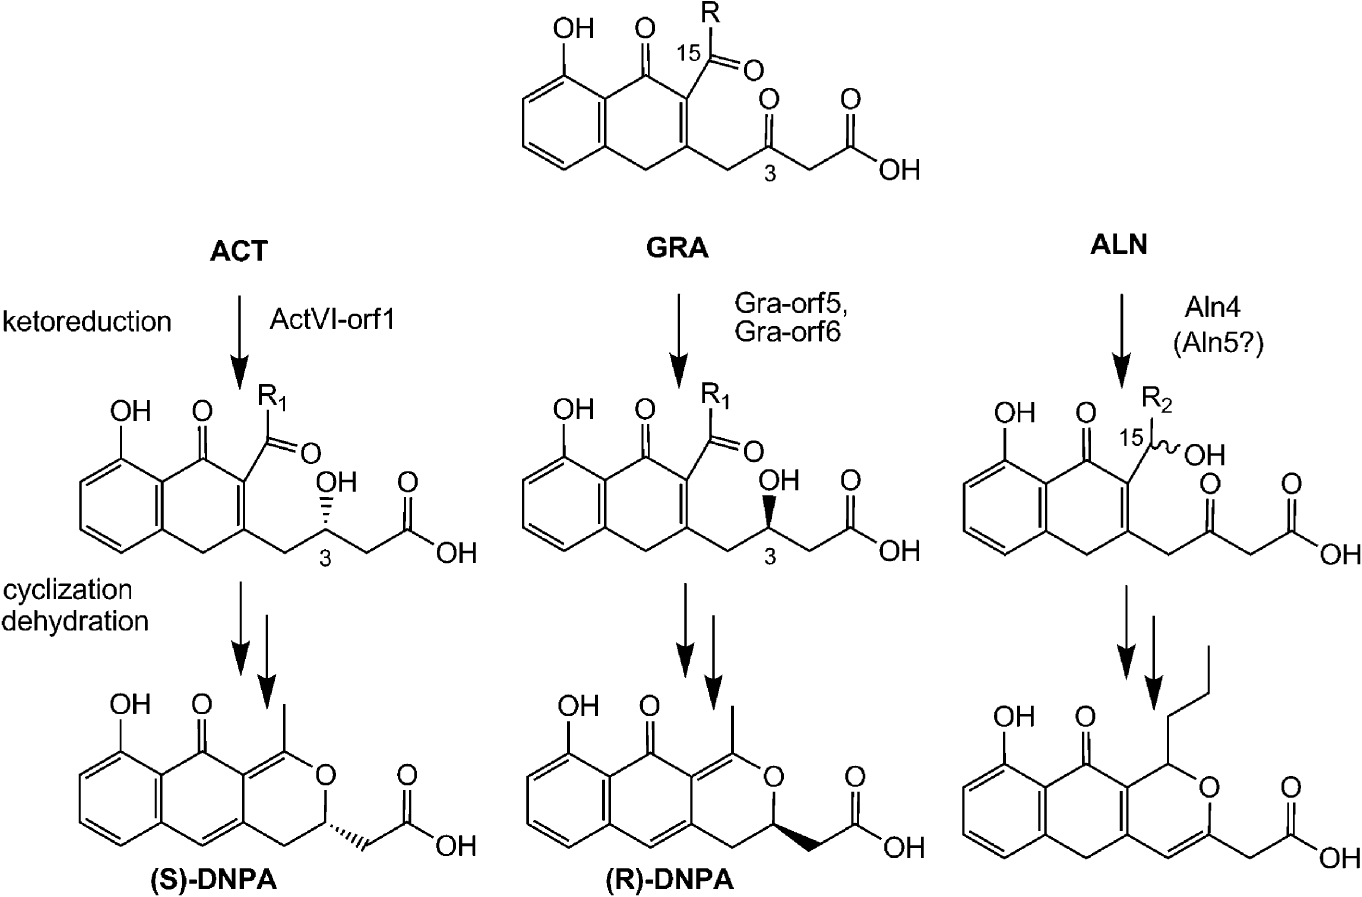 R
OH O
15 O
O O
3 OH
ACT GRA ALN
ketoreduction ActVI-orf1 Gra-orf5,
Gra-orf6 Aln4
(Aln5?)
R1 R1 R2
OH O O OH O O OH O 15 OH
OH O OH O O O
3 OH 3 OH OH
cyclization
dehydration
OH O OH O OH O
O O O O O O
OH OH OH
(S)-DNPA (R)-DNPA